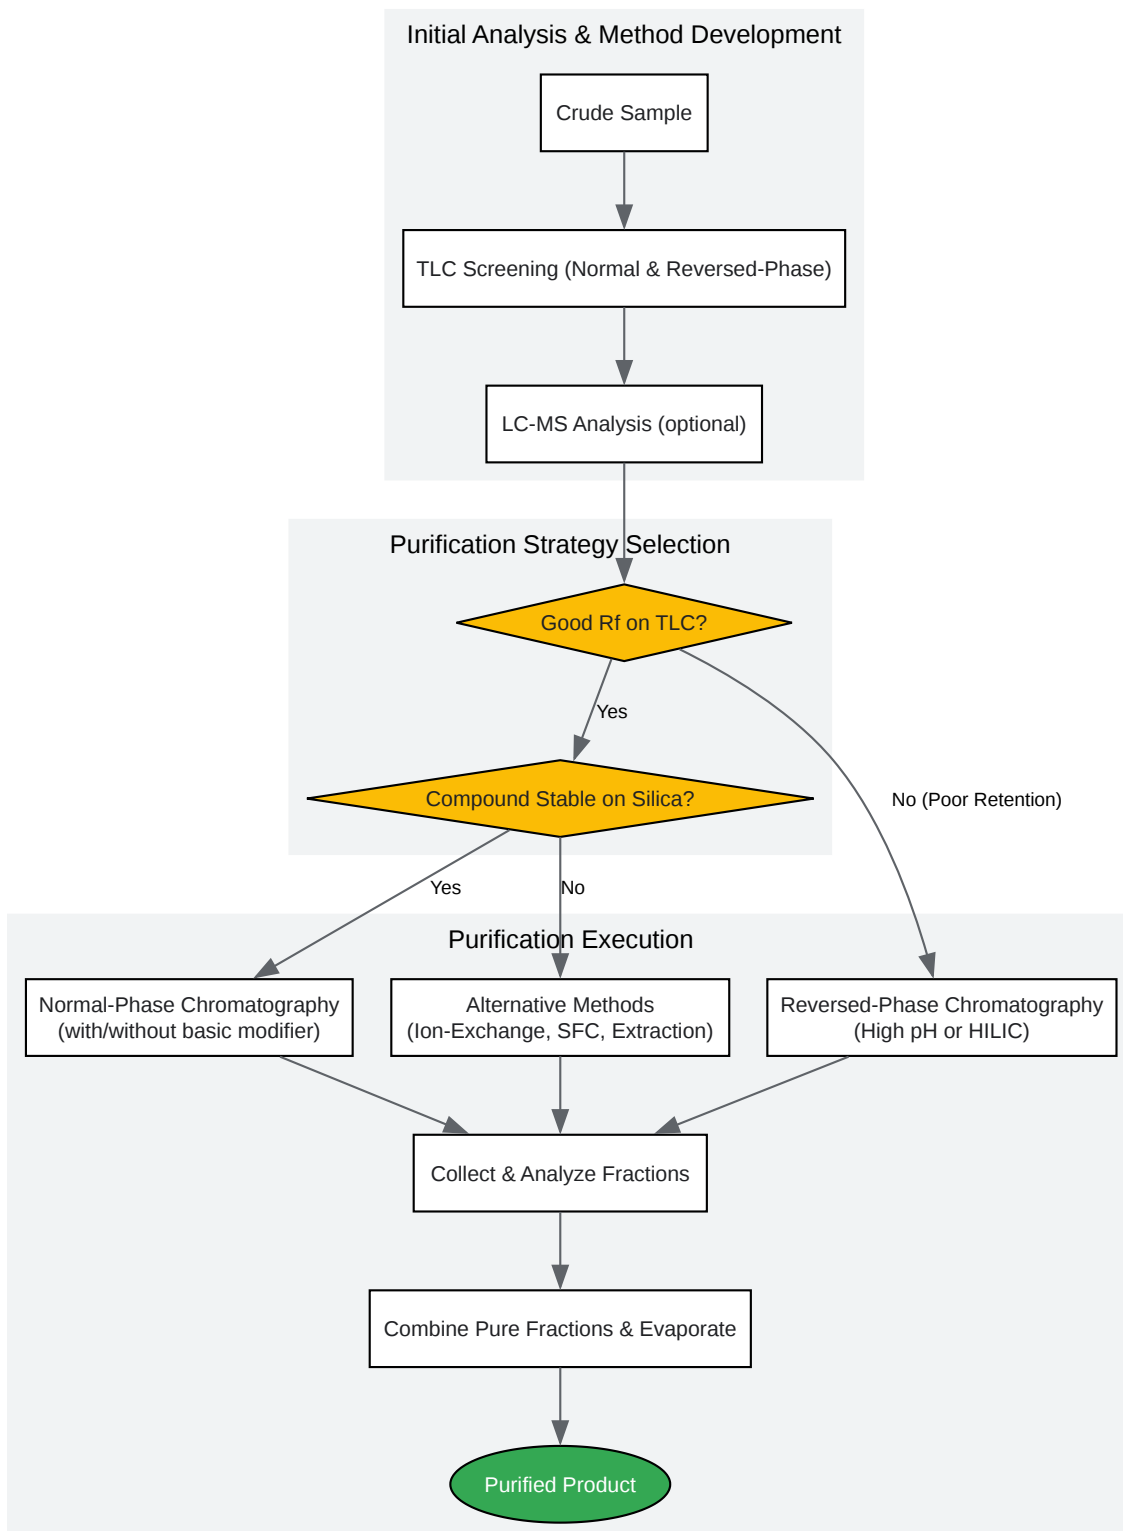 Initial Analysis & Method Development
Crude Sample
TLC Screening (Normal & Reversed-Phase)
LC-MS Analysis (optional)
Purification Strategy Selection
Good Rf on TLC?
Yes
Compound Stable on Silica?
No (Poor Retention)
Yes
No
Purification Execution
Normal-Phase Chromatography
(with/without basic modifier)
Alternative Methods
(Ion-Exchange, SFC, Extraction)
Reversed-Phase Chromatography
(High pH or HILIC)
Collect & Analyze Fractions
Combine Pure Fractions & Evaporate
Purified Product